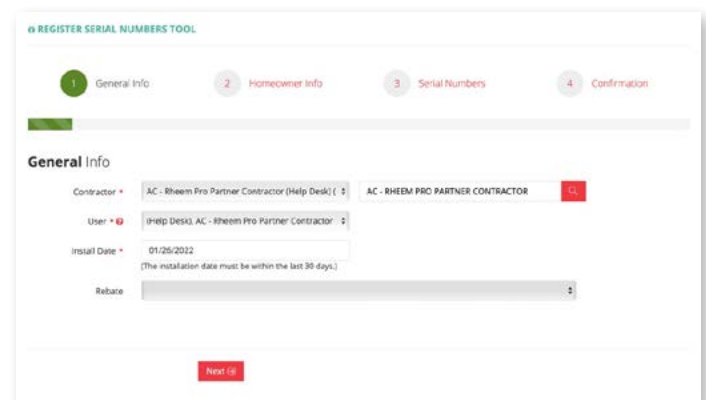 REGISTER SERIAL NUMBERS TOOL
1 General Info 2 Homeowner Info 3 Serial Numbers 4 Confirmation
General Info
Contractor * AC - Rheem Pro Partner Contractor (Help Desk) ( AC - RHEEM PRO PARTNER CONTRACTOR
User * (Help Desk), AC - Rheem Pro Partner Contractor
Install Date * 01/26/2022
(The installation date must be within the last 30 days.)
Rebate
Next